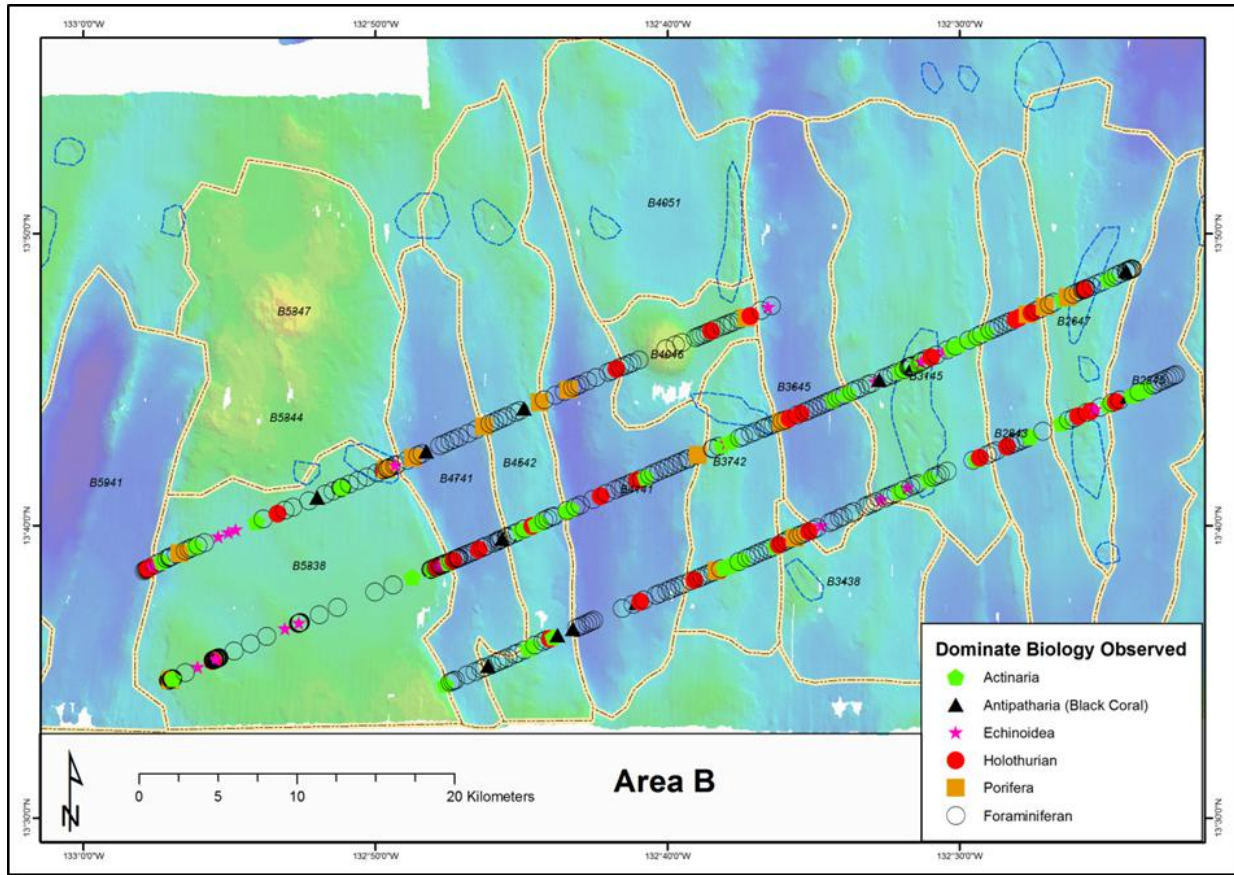 133°0'0"W 132°50'0"W 132°40'0"W 132°30'0"W
13°50'0"N 13°50'0"N
13°40'0"N 13°40'0"N
13°30'0"N 13°30'0"N
B4051
B5847
B4046
B2647
B3645
B3145
B2345
B5844
B2843
B4741
B4542
B3742
B5941
B5838
B3438
Dominate Biology Observed
Actinaria
Antipatharia (Black Coral)
Echinoidea
Holothurian
Porifera
Foraminiferan
N
0 5 10 20 Kilometers
Area B
133°0'0"W 132°50'0"W 132°40'0"W 132°30'0"W